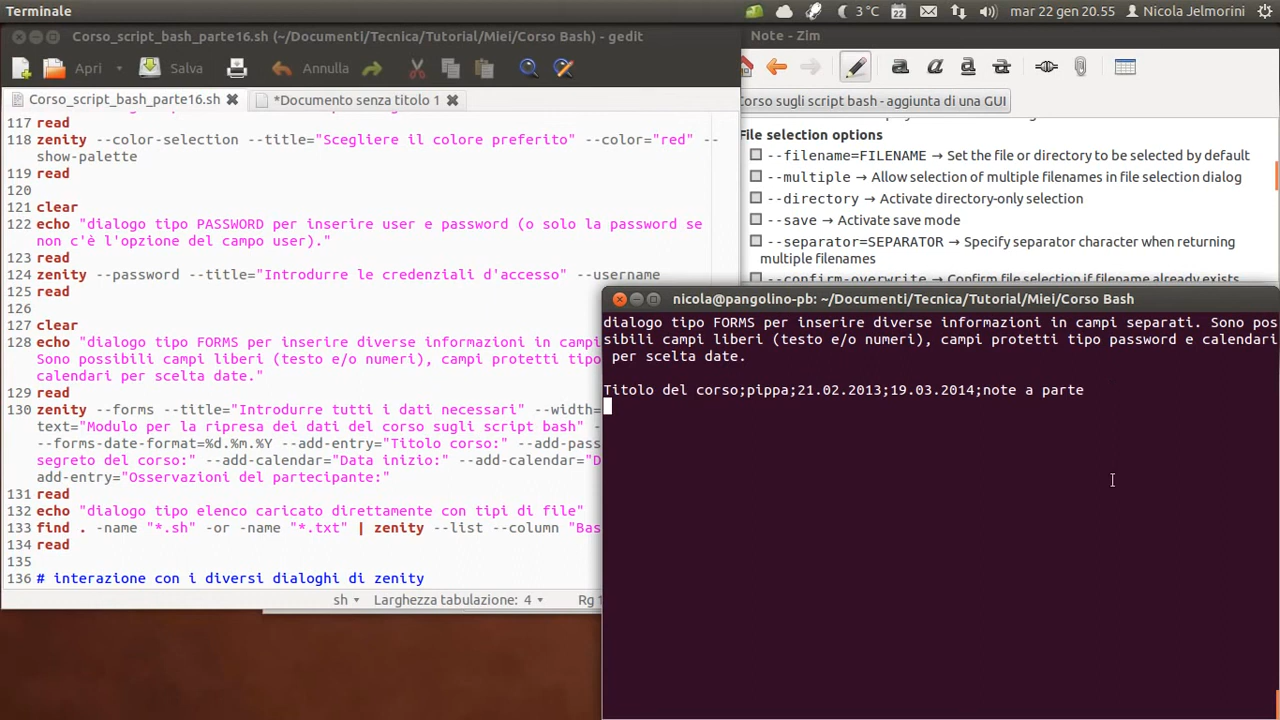 Terminale
3 °C
22
mar 22 gen 20.55
Nicola Jelmorini
Corso_script_bash_parte16.sh (~/Documenti/Tecnica/Tutorial/Miei/Corso Bash) - gedit
Apri
Salva
Annulla
Corso_script_bash_parte16.sh
*Documento senza titolo 1
117 read
118 zenity --color-selection --title="Scegliere il colore preferito" --color="red" --
show-palette
119 read
120
121 clear
122 echo "dialogo tipo PASSWORD per inserire user e password (o solo la password se
non c'è l'opzione del campo user)."
123 read
124 zenity --password --title="Introdurre le credenziali d'accesso" --username
125 read
126
127 clear
128 echo "dialogo tipo FORMS per inserire diverse informazioni in campi
Sono possibili campi liberi (testo e/o numeri), campi protetti tipo
calendari per scelta date."
129 read
130 zenity --forms --title="Introdurre tutti i dati necessari" --width=
text="Modulo per la ripresa dei dati del corso sugli script bash" -
--forms-date-format=%d.%m.%Y --add-entry="Titolo corso:" --add-pass
segreto del corso:" --add-calendar="Data inizio:" --add-calendar="D
add-entry="Osservazioni del partecipante:"
131 read
132 echo "dialogo tipo elenco caricato direttamente con tipi di file"
133 find . -name "*.sh" -or -name "*.txt" | zenity --list --column "Bas
134 read
135
136 # interazione con i diversi dialoghi di zenity
sh
Larghezza tabulazione: 4
Rg 1
Note - Zim
Corso sugli script bash - aggiunta di una GUI
File selection options
--filename=FILENAME → Set the file or directory to be selected by default
--multiple → Allow selection of multiple filenames in file selection dialog
--directory → Activate directory-only selection
--save → Activate save mode
--separator=SEPARATOR → Specify separator character when returning
multiple filenames
--confirm-overwrite → Confirm file selection if filename already exists
nicola@pangolino-pb: ~/Documenti/Tecnica/Tutorial/Miei/Corso Bash
dialogo tipo FORMS per inserire diverse informazioni in campi separati. Sono pos
sibili campi liberi (testo e/o numeri), campi protetti tipo password e calendari
per scelta date.
Titolo del corso;pippa;21.02.2013;19.03.2014;note a parte